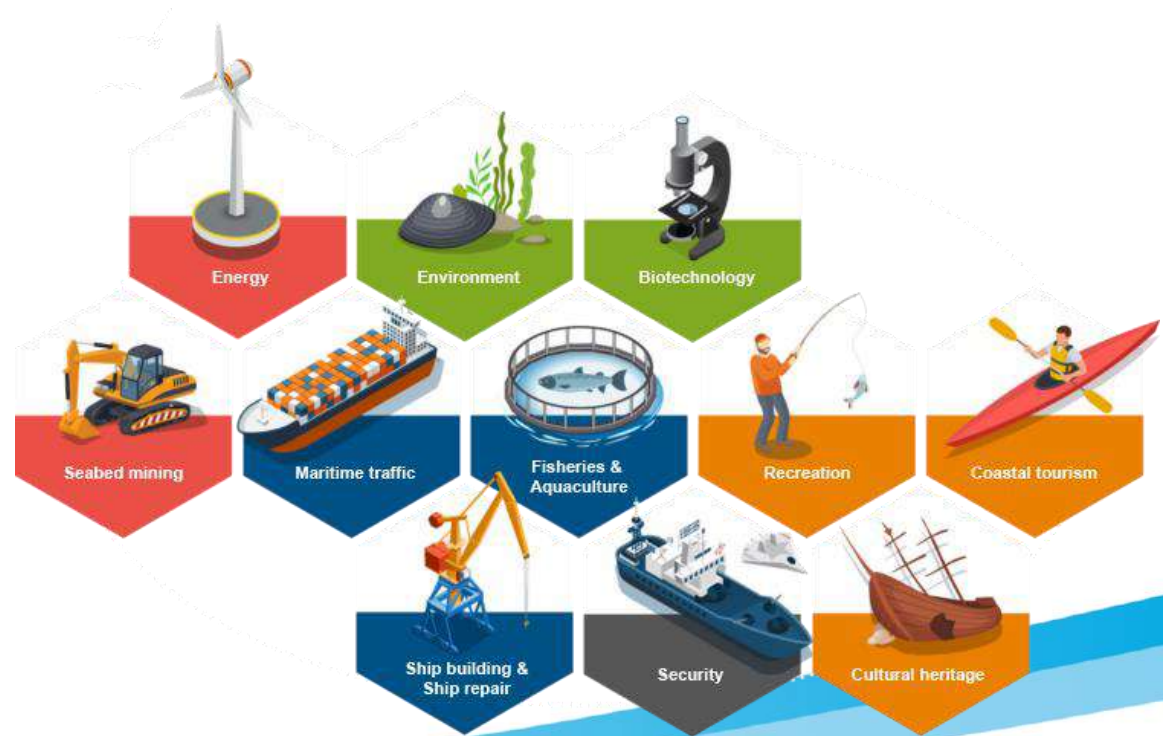 Energy
Environment
Biotechnology
Seabed mining
Maritime traffic
Fisheries &
Aquaculture
Recreation
Coastal tourism
Ship building &
Ship repair
Security
Cultural heritage